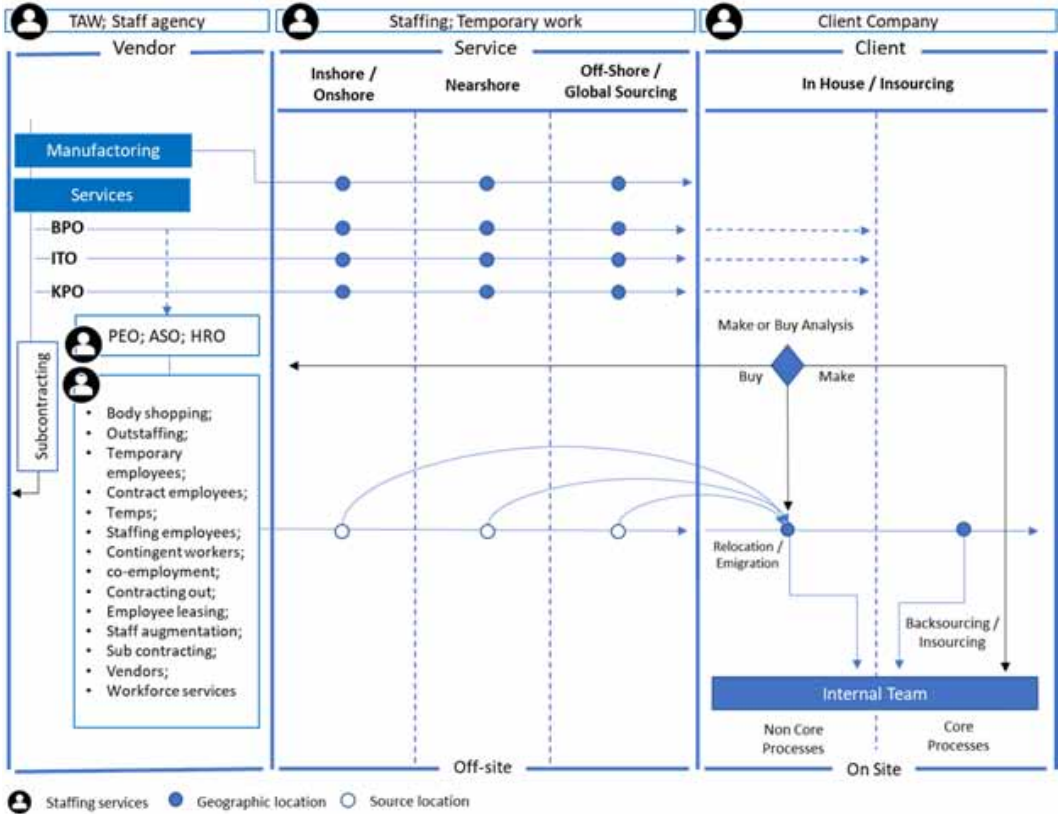 TAW; Staff agency
Staffing; Temporary work
Client Company
Vendor
Service
Client
Inshore /
Onshore
Nearshore
Off-Shore /
Global Sourcing
In House / Insourcing
Manufactoring
Services
BPO
ITO
KPO
PEO; ASO; HRO
Subcontracting
• Body shopping;
• Outstaffing;
• Temporary
employees;
• Contract employees;
• Temps;
• Staffing employees;
• Contingent workers;
• co-employment;
• Contracting out;
• Employee leasing;
• Staff augmentation;
• Sub contracting;
• Vendors;
• Workforce services
Make or Buy Analysis
Buy
Make
Relocation /
Emigration
Backsourcing /
Insourcing
Internal Team
Non Core
Processes
Core
Processes
Off-site
On Site
Staffing services
Geographic location
Source location